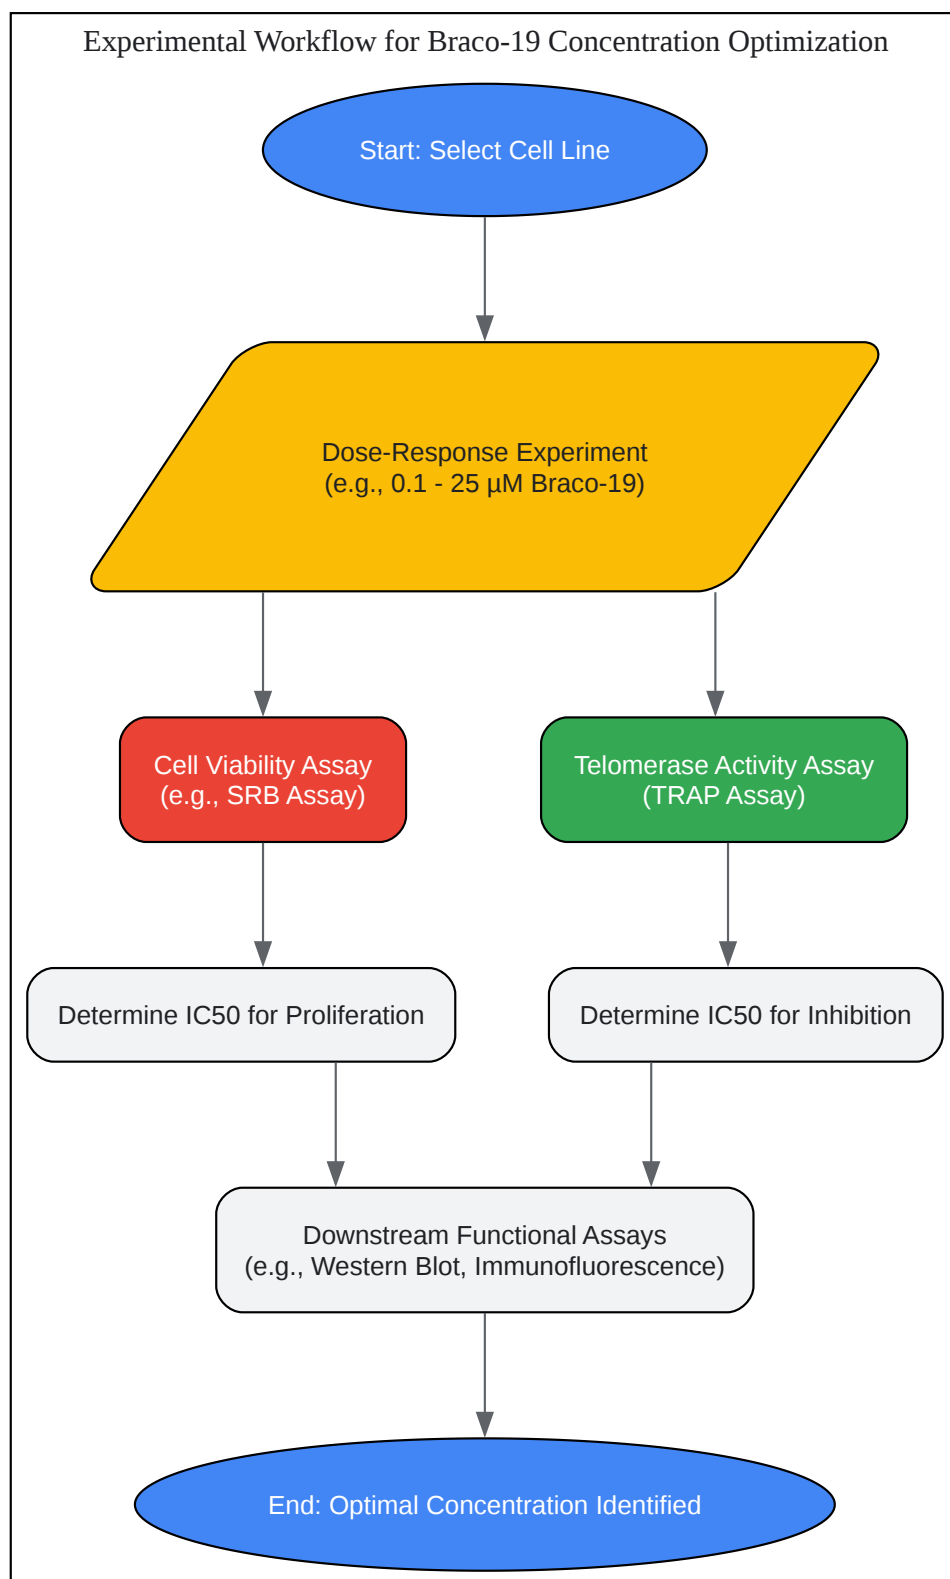 Experimental Workflow for Braco-19 Concentration Optimization
Start: Select Cell Line
Dose-Response Experiment
(e.g., 0.1 - 25 µM Braco-19)
Cell Viability Assay
(e.g., SRB Assay)
Telomerase Activity Assay
(TRAP Assay)
Determine IC50 for Proliferation
Determine IC50 for Inhibition
Downstream Functional Assays
(e.g., Western Blot, Immunofluorescence)
End: Optimal Concentration Identified